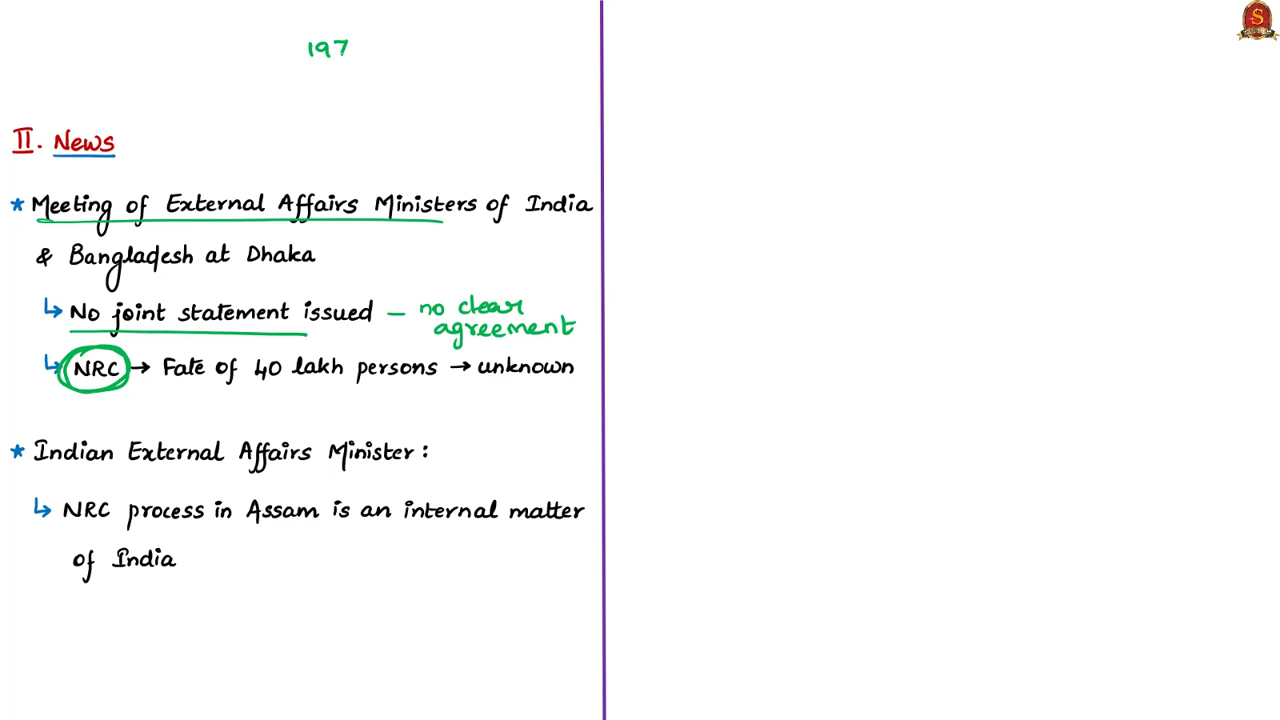 197
II. News
* Meeting of External Affairs Ministers of India
& Bangladesh at Dhaka
↳ No joint statement issued – no clear
agreement
↳ NRC → Fate of 40 lakh persons → unknown
* Indian External Affairs Minister:
↳ NRC process in Assam is an internal matter
of India
S